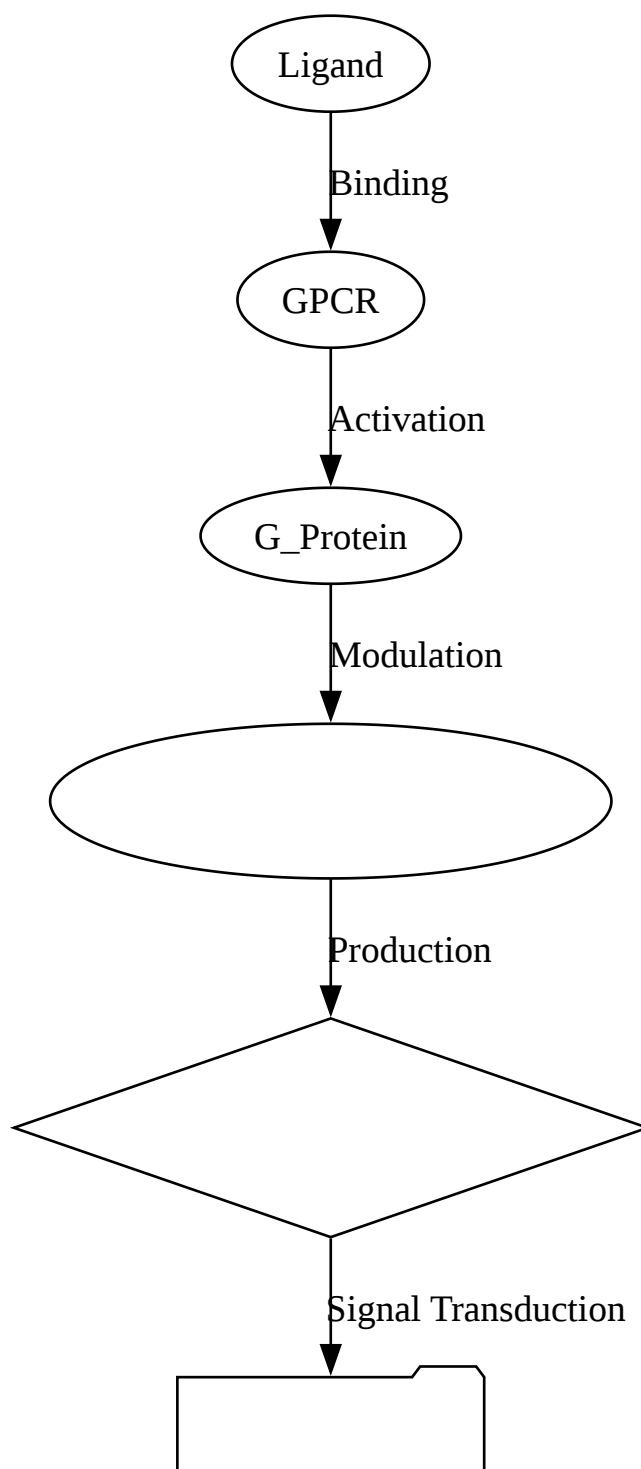 Ligand
Binding
GPCR
Activation
G_Protein
Modulation
Production
Signal Transduction